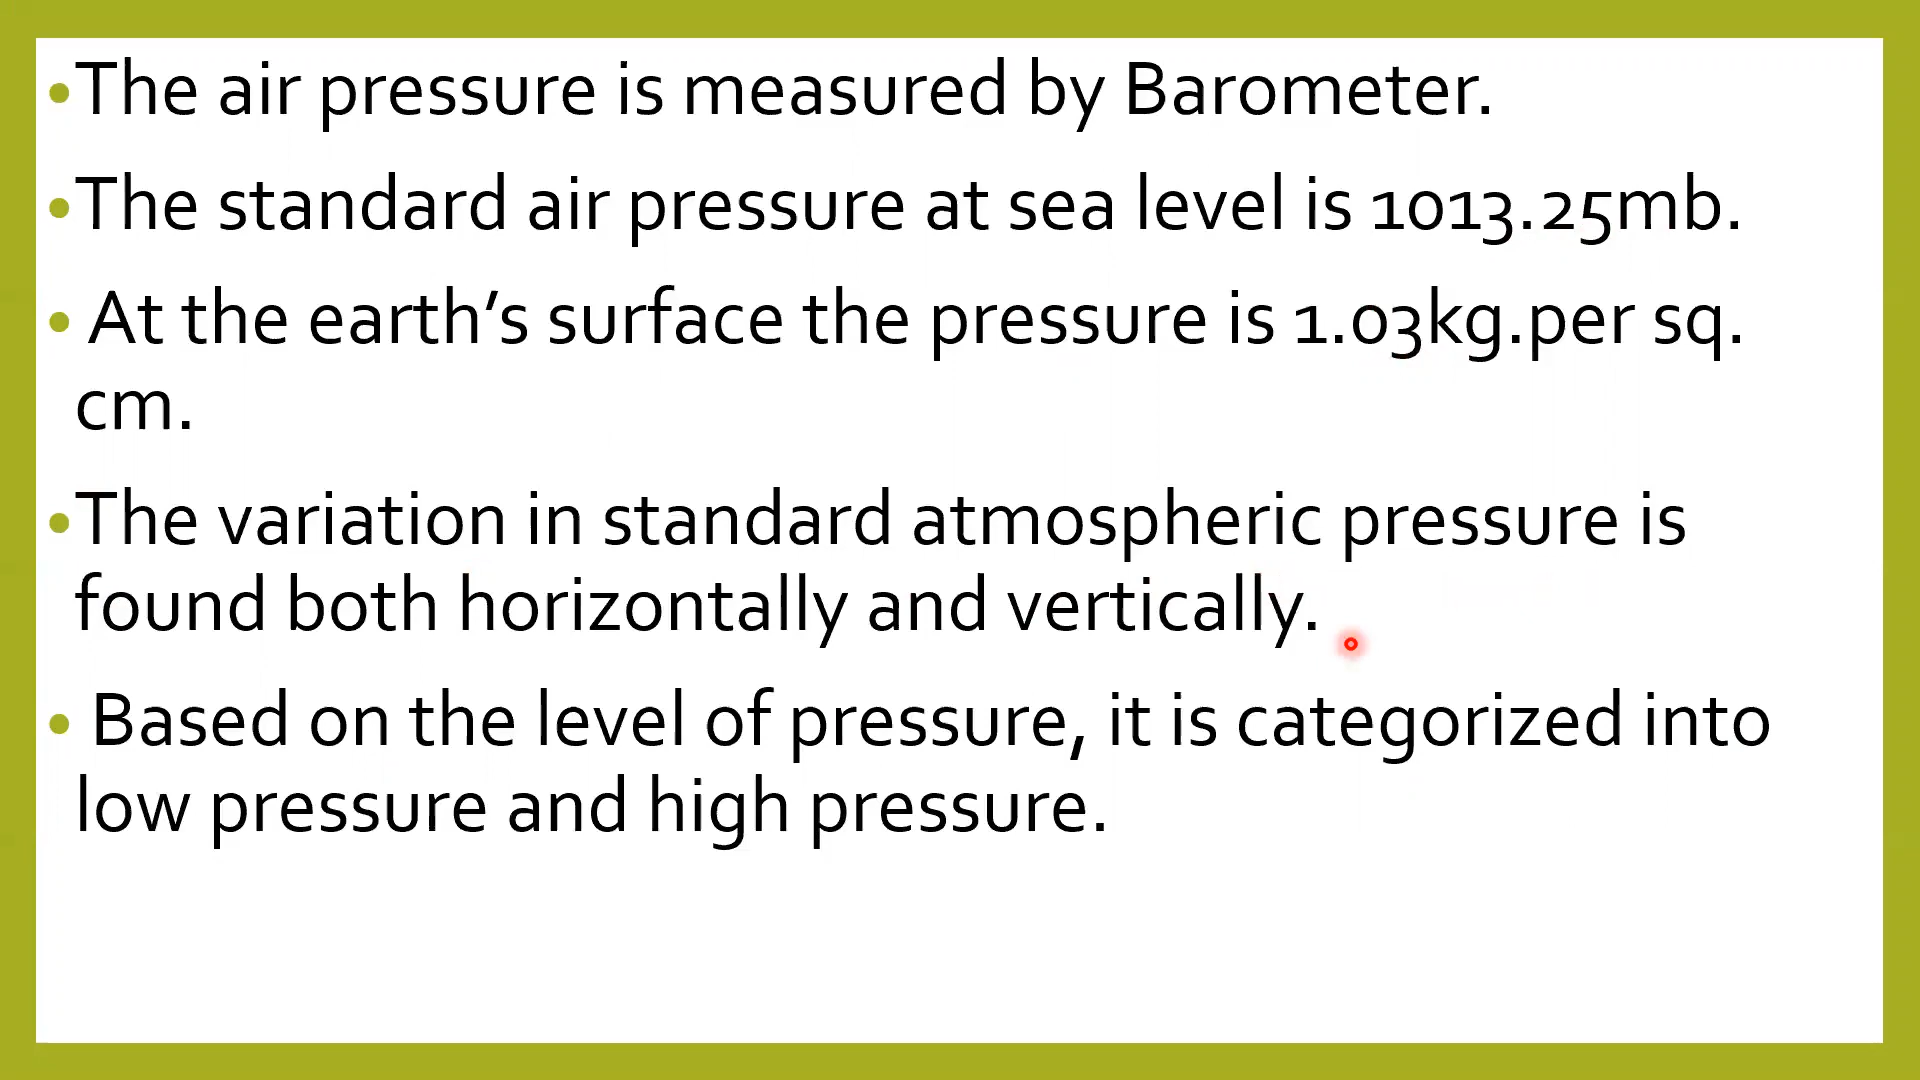 •The air pressure is measured by Barometer.
•The standard air pressure at sea level is 1013.25mb.
• At the earth’s surface the pressure is 1.03kg.per sq.
cm.
•The variation in standard atmospheric pressure is
found both horizontally and vertically.
• Based on the level of pressure, it is categorized into
low pressure and high pressure.